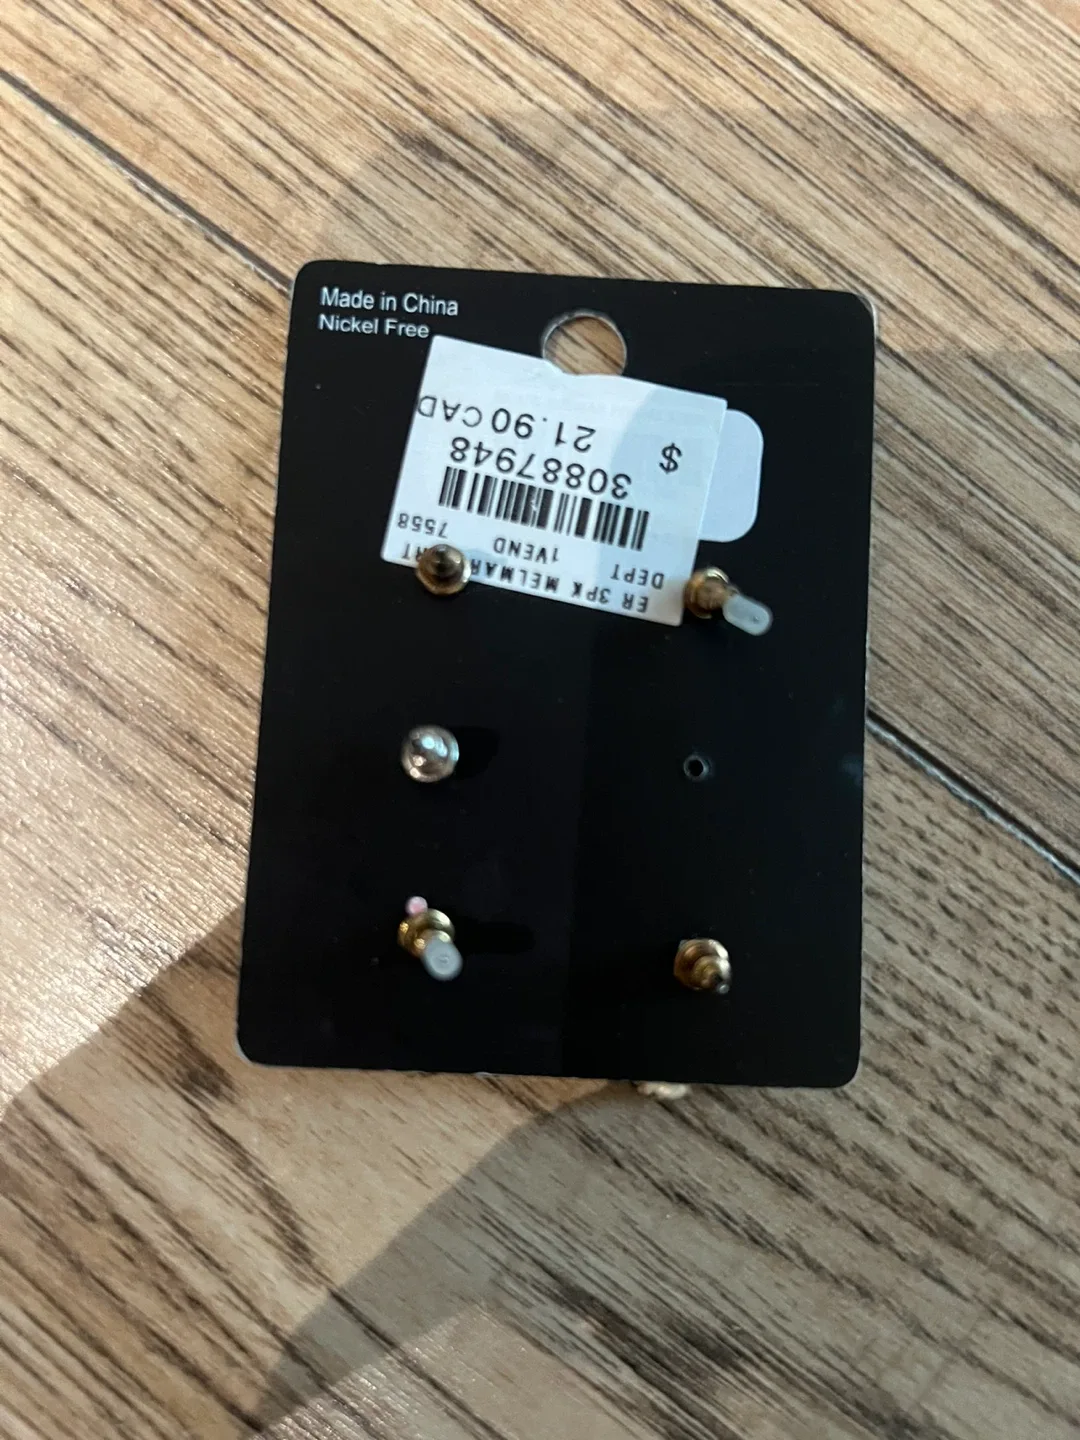 Made in China
Nickel Free
ER 3PK MELMAR
DEPT 1VEND 7558
30887948
$ 21.90 CAD